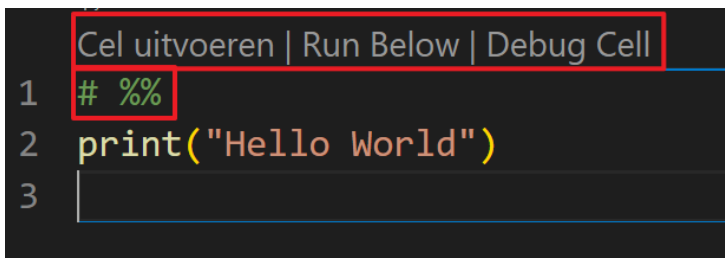 Cel uitvoeren | Run Below | Debug Cell
1 # %%
2 print("Hello World")
3